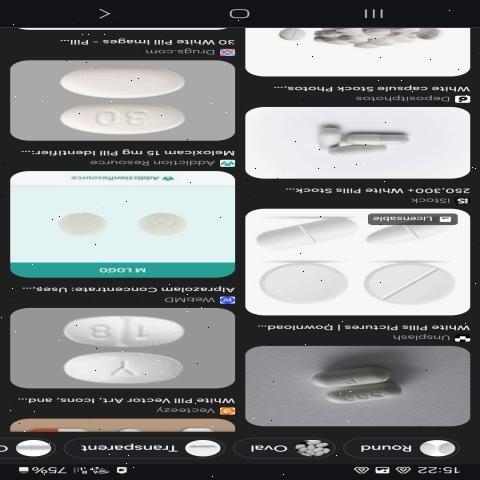 15:22
75%
Round
Oval
Transparent
C
Unsplash
White Pills Pictures | Download...
Licensable
iStock
250,300+ White Pills Stock...
Depositphotos
White capsule Stock Photos,...
Vecteezy
White Pill Vector Art, Icons, and...
Y
18
WebMD
Alprazolam Concentrate: Uses,...
M LOGO
M
AddictionResource
Addiction Resource
Meloxicam 15 mg Pill Identifier:...
30
Drugs.com
30 White Pill Images - Pill...